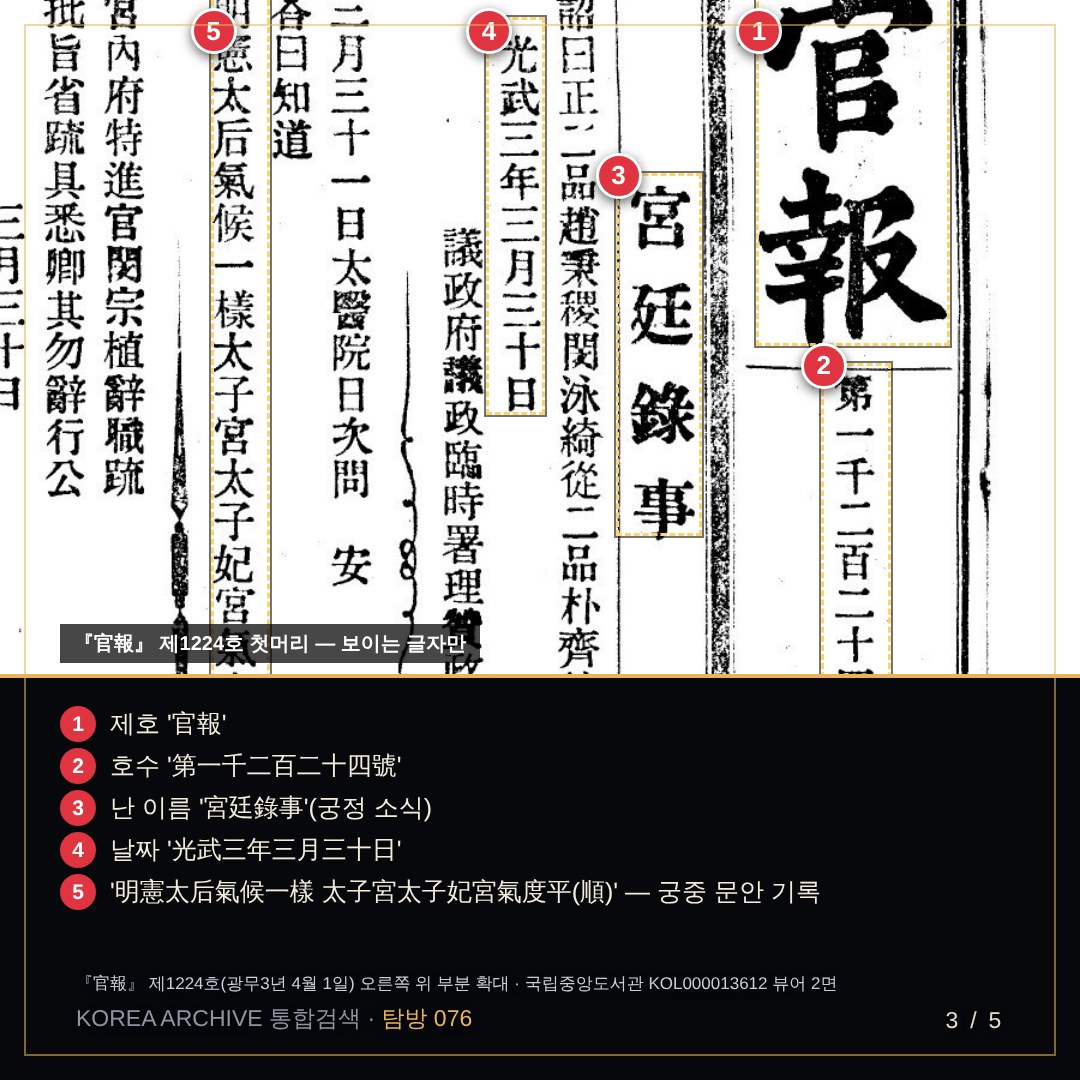 官報
第一千二百二十
宮廷錄事
詔曰正二品趙秉稷閔泳綺從二品朴齊
光武三年三月三十日
議政府議政臨時署理贊政
三月三十一日太醫院日次問 安
答曰知道
明憲太后氣候一樣太子宮太子妃宮氣
宮內府特進官閔宗植辭職疏
批旨省疏具悉卿其勿辭行公
三月三十日
1
2
3
4
5
『官報』 제1224호 첫머리 — 보이는 글자만
1 제호 '官報'
2 호수 '第一千二百二十四號'
3 난 이름 '宮廷錄事'(궁정 소식)
4 날짜 '光武三年三月三十日'
5 '明憲太后氣候一樣 太子宮太子妃宮氣度平(順)' — 궁중 문안 기록
『官報』 제1224호(광무3년 4월 1일) 오른쪽 위 부분 확대 · 국립중앙도서관 KOL000013612 뷰어 2면
KOREA ARCHIVE 통합검색 · 탐방 076
3 / 5